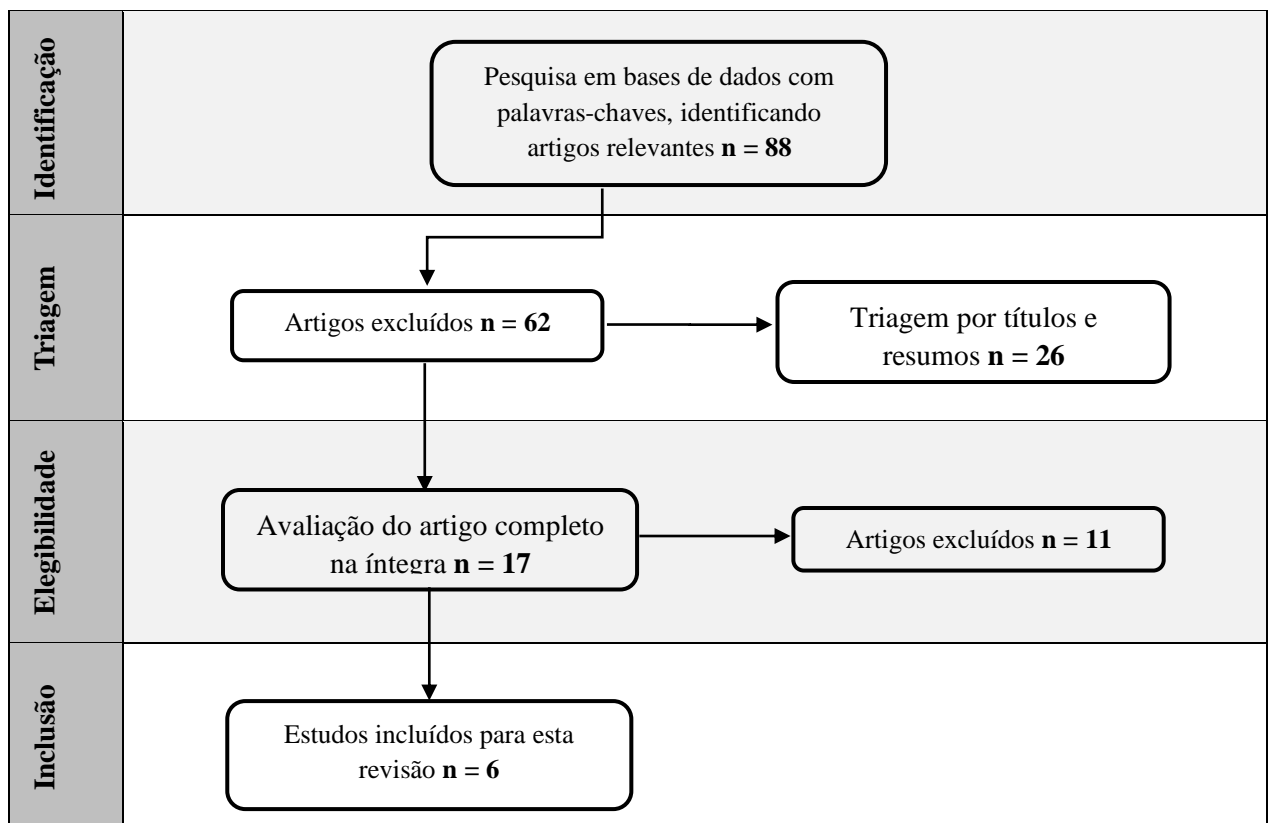 Identificação
Pesquisa em bases de dados com
palavras-chaves, identificando
artigos relevantes n = 88
Triagem
Artigos excluídos n = 62
Triagem por títulos e
resumos n = 26
Elegibilidade
Avaliação do artigo completo
na íntegra n = 17
Artigos excluídos n = 11
Inclusão
Estudos incluídos para esta
revisão n = 6